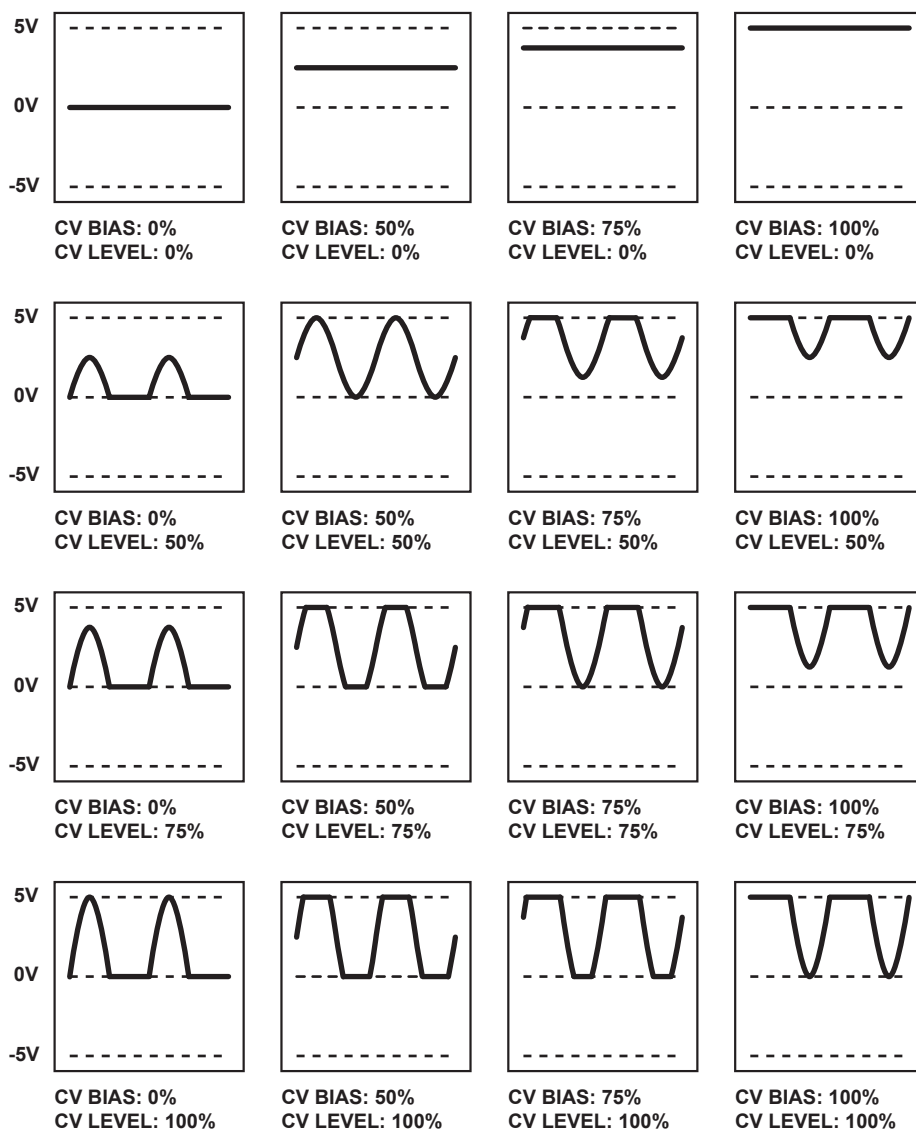 5V
0V
-5V
CV BIAS: 0%
CV LEVEL: 0%
CV BIAS: 50%
CV LEVEL: 0%
CV BIAS: 75%
CV LEVEL: 0%
CV BIAS: 100%
CV LEVEL: 0%
5V
0V
-5V
CV BIAS: 0%
CV LEVEL: 50%
CV BIAS: 50%
CV LEVEL: 50%
CV BIAS: 75%
CV LEVEL: 50%
CV BIAS: 100%
CV LEVEL: 50%
5V
0V
-5V
CV BIAS: 0%
CV LEVEL: 75%
CV BIAS: 50%
CV LEVEL: 75%
CV BIAS: 75%
CV LEVEL: 75%
CV BIAS: 100%
CV LEVEL: 75%
5V
0V
-5V
CV BIAS: 0%
CV LEVEL: 100%
CV BIAS: 50%
CV LEVEL: 100%
CV BIAS: 75%
CV LEVEL: 100%
CV BIAS: 100%
CV LEVEL: 100%